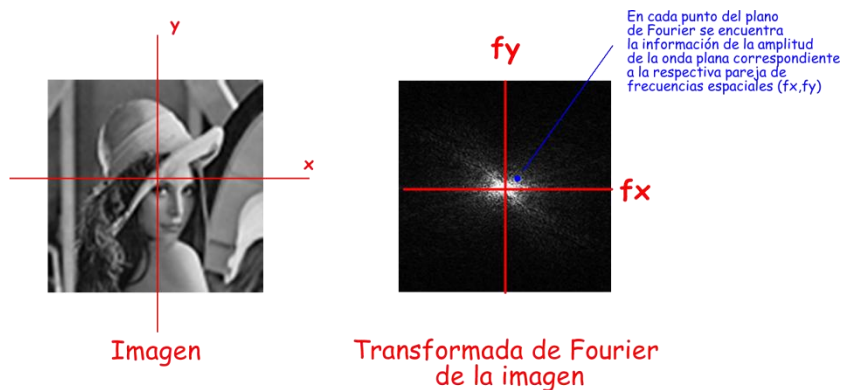 y
x
Imagen
fy
fx
Transformada de Fourier
de la imagen
En cada punto del plano
de Fourier se encuentra
la información de la amplitud
de la onda plana correspondiente
a la respectiva pareja de
frecuencias espaciales (fx,fy)